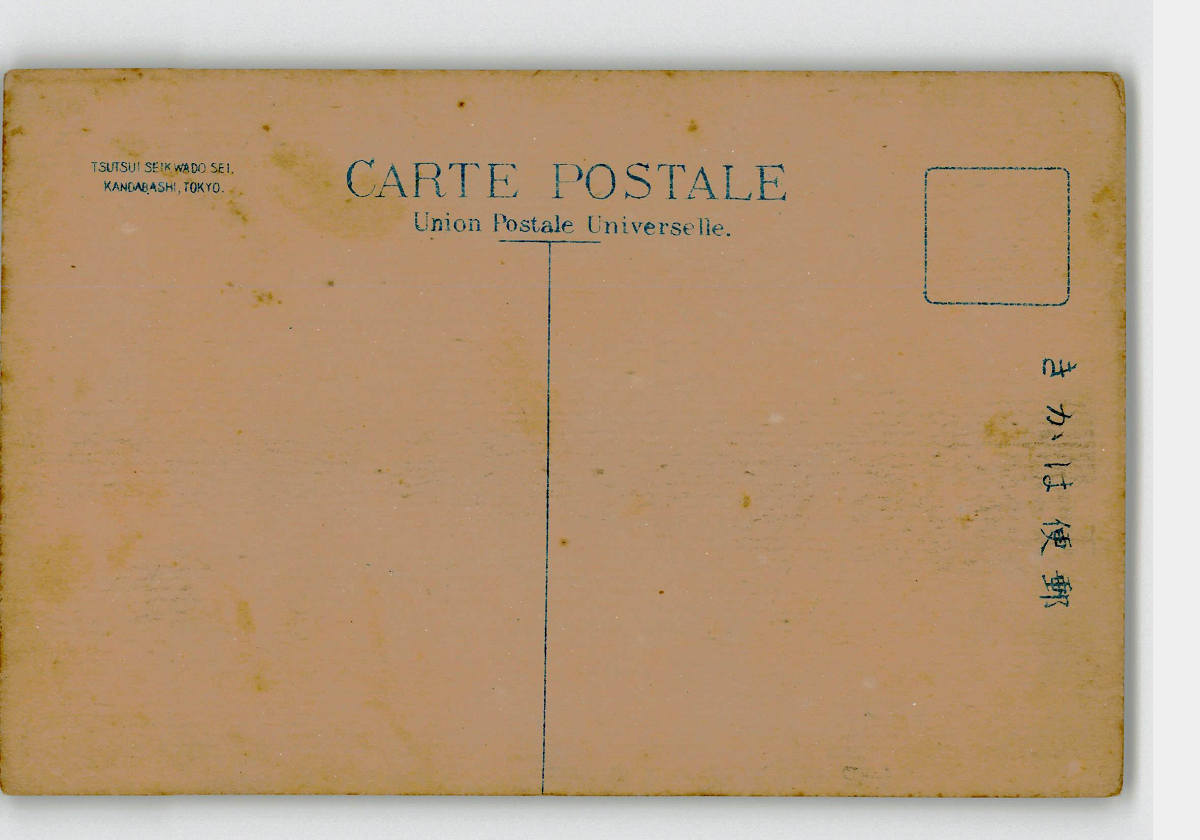 TSUTSUI SEIKWADO SEI.
KANDABASHI, TOKYO.
CARTE POSTALE
Union Postale Universelle.
きかは便郵